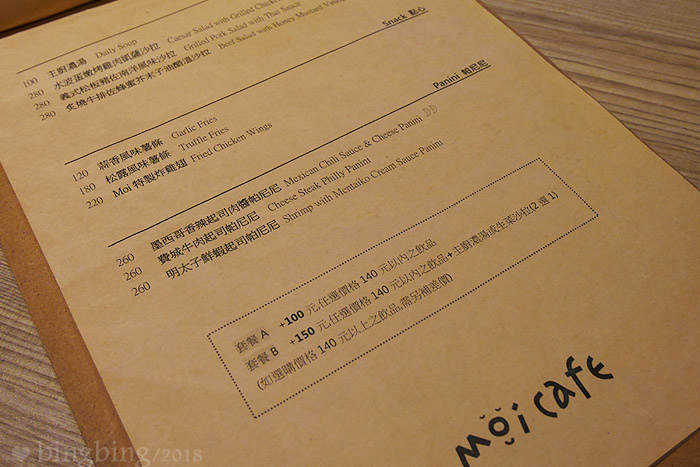 100 主廚濃湯 Daily Soup
280 水波蛋嫩烤雞肉凱薩沙拉 Caesar Salad with Grilled Chicken
280 義式松板豬佐南洋風味沙拉 Grilled Pork Salad with Thai Sauce
280 炙燒牛排佐蜂蜜芥末子油醋溫沙拉 Beef Salad with Honey Mustard
Snack 點心
120 蒜香風味薯條 Garlic Fries
180 松露風味薯條 Truffle Fries
220 Moi 特製炸雞翅 Fried Chicken Wings
Panini 帕尼尼
260 墨西哥香辣起司肉醬帕尼尼 Mexican Chili Sauce & Cheese Panini
260 費城牛肉起司帕尼尼 Cheese Steak Philly Panini
260 明太子鮮蝦起司帕尼尼 Shrimp with Mentaiko Cream Sauce Panini
套餐 A +100 元,任選價格 140 元以內之飲品
套餐 B +150 元,任選價格 140 元以內之飲品+主廚濃湯或生菜沙拉(2 選 1)
(如選購價格 140 元以上之飲品,需另補差價)
moi cafe
bingbing/2018